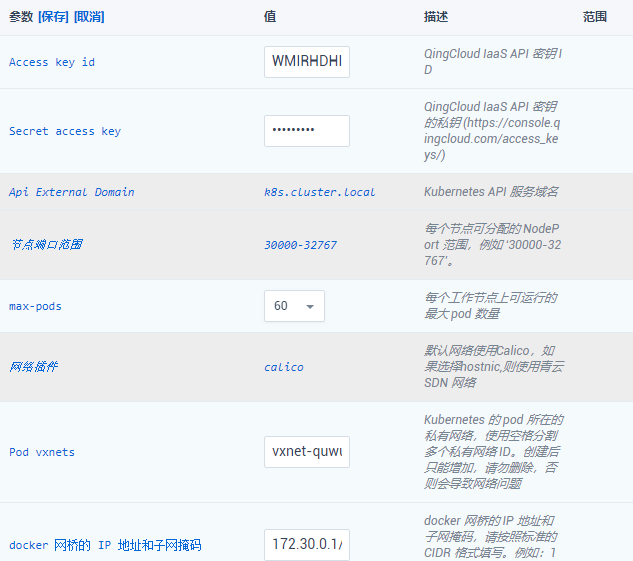 参数 [保存] [取消] 值 描述 范围
Access key id WMIRHDHI QingCloud IaaS API 密钥 I
D
QingCloud IaaS API 密钥
Secret access key ••••••••• 的私钥 (https://console.q
ingcloud.com/access_ke
ys/)
Api External Domain k8s.cluster.local Kubernetes API 服务域名
每个节点可分配的 NodeP
节点端口范围 30000-32767 ort 范围，例如 '30000-32
767'。
max-pods 60 每个工作节点上可运行的
最大 pod 数量
默认网络使用Calico，如
网络插件 calico 果选择hostnic,则使用青云
SDN 网络
Kubernetes 的 pod 所在的
私有网络，使用空格分割
Pod vxnets vxnet-quwu 多个私有网络 ID。创建后
只能增加，请勿删除，否
则会导致网络问题
docker 网桥的 IP 地址和
docker 网桥的 IP 地址和子网掩码 172.30.0.1/ 子网掩码，请按照标准的
CIDR 格式填写。例如：1